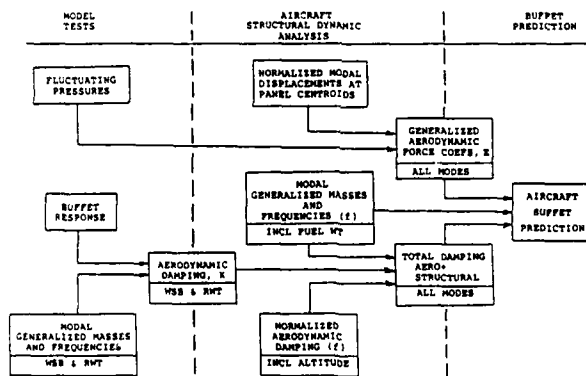 MODEL
TESTS
AIRCRAFT
STRUCTURAL DYNAMIC
ANALYSIS
BUFFET
PREDICTION
FLUCTUATING
PRESSURES
NORMALIZED MODAL
DISPLACEMENTS AT
PANEL CENTROIDS
GENERALIZED
AERODYNAMIC
FORCE COEFS, E
ALL MODES
BUFFET
RESPONSE
MODAL
GENERALIZED MASSES
AND
FREQUENCIES (f)
INCL FUEL WT
AIRCRAFT
BUFFET
PREDICTION
AERODYNAMIC
DAMPING, K
WSB & RWT
TOTAL DAMPING
AERO+
STRUCTURAL
ALL MODES
MODAL
GENERALIZED MASSES
AND FREQUENCIES
WSB & RWT
NORMALIZED
AERODYNAMIC
DAMPING (f)
INCL ALTITUDE